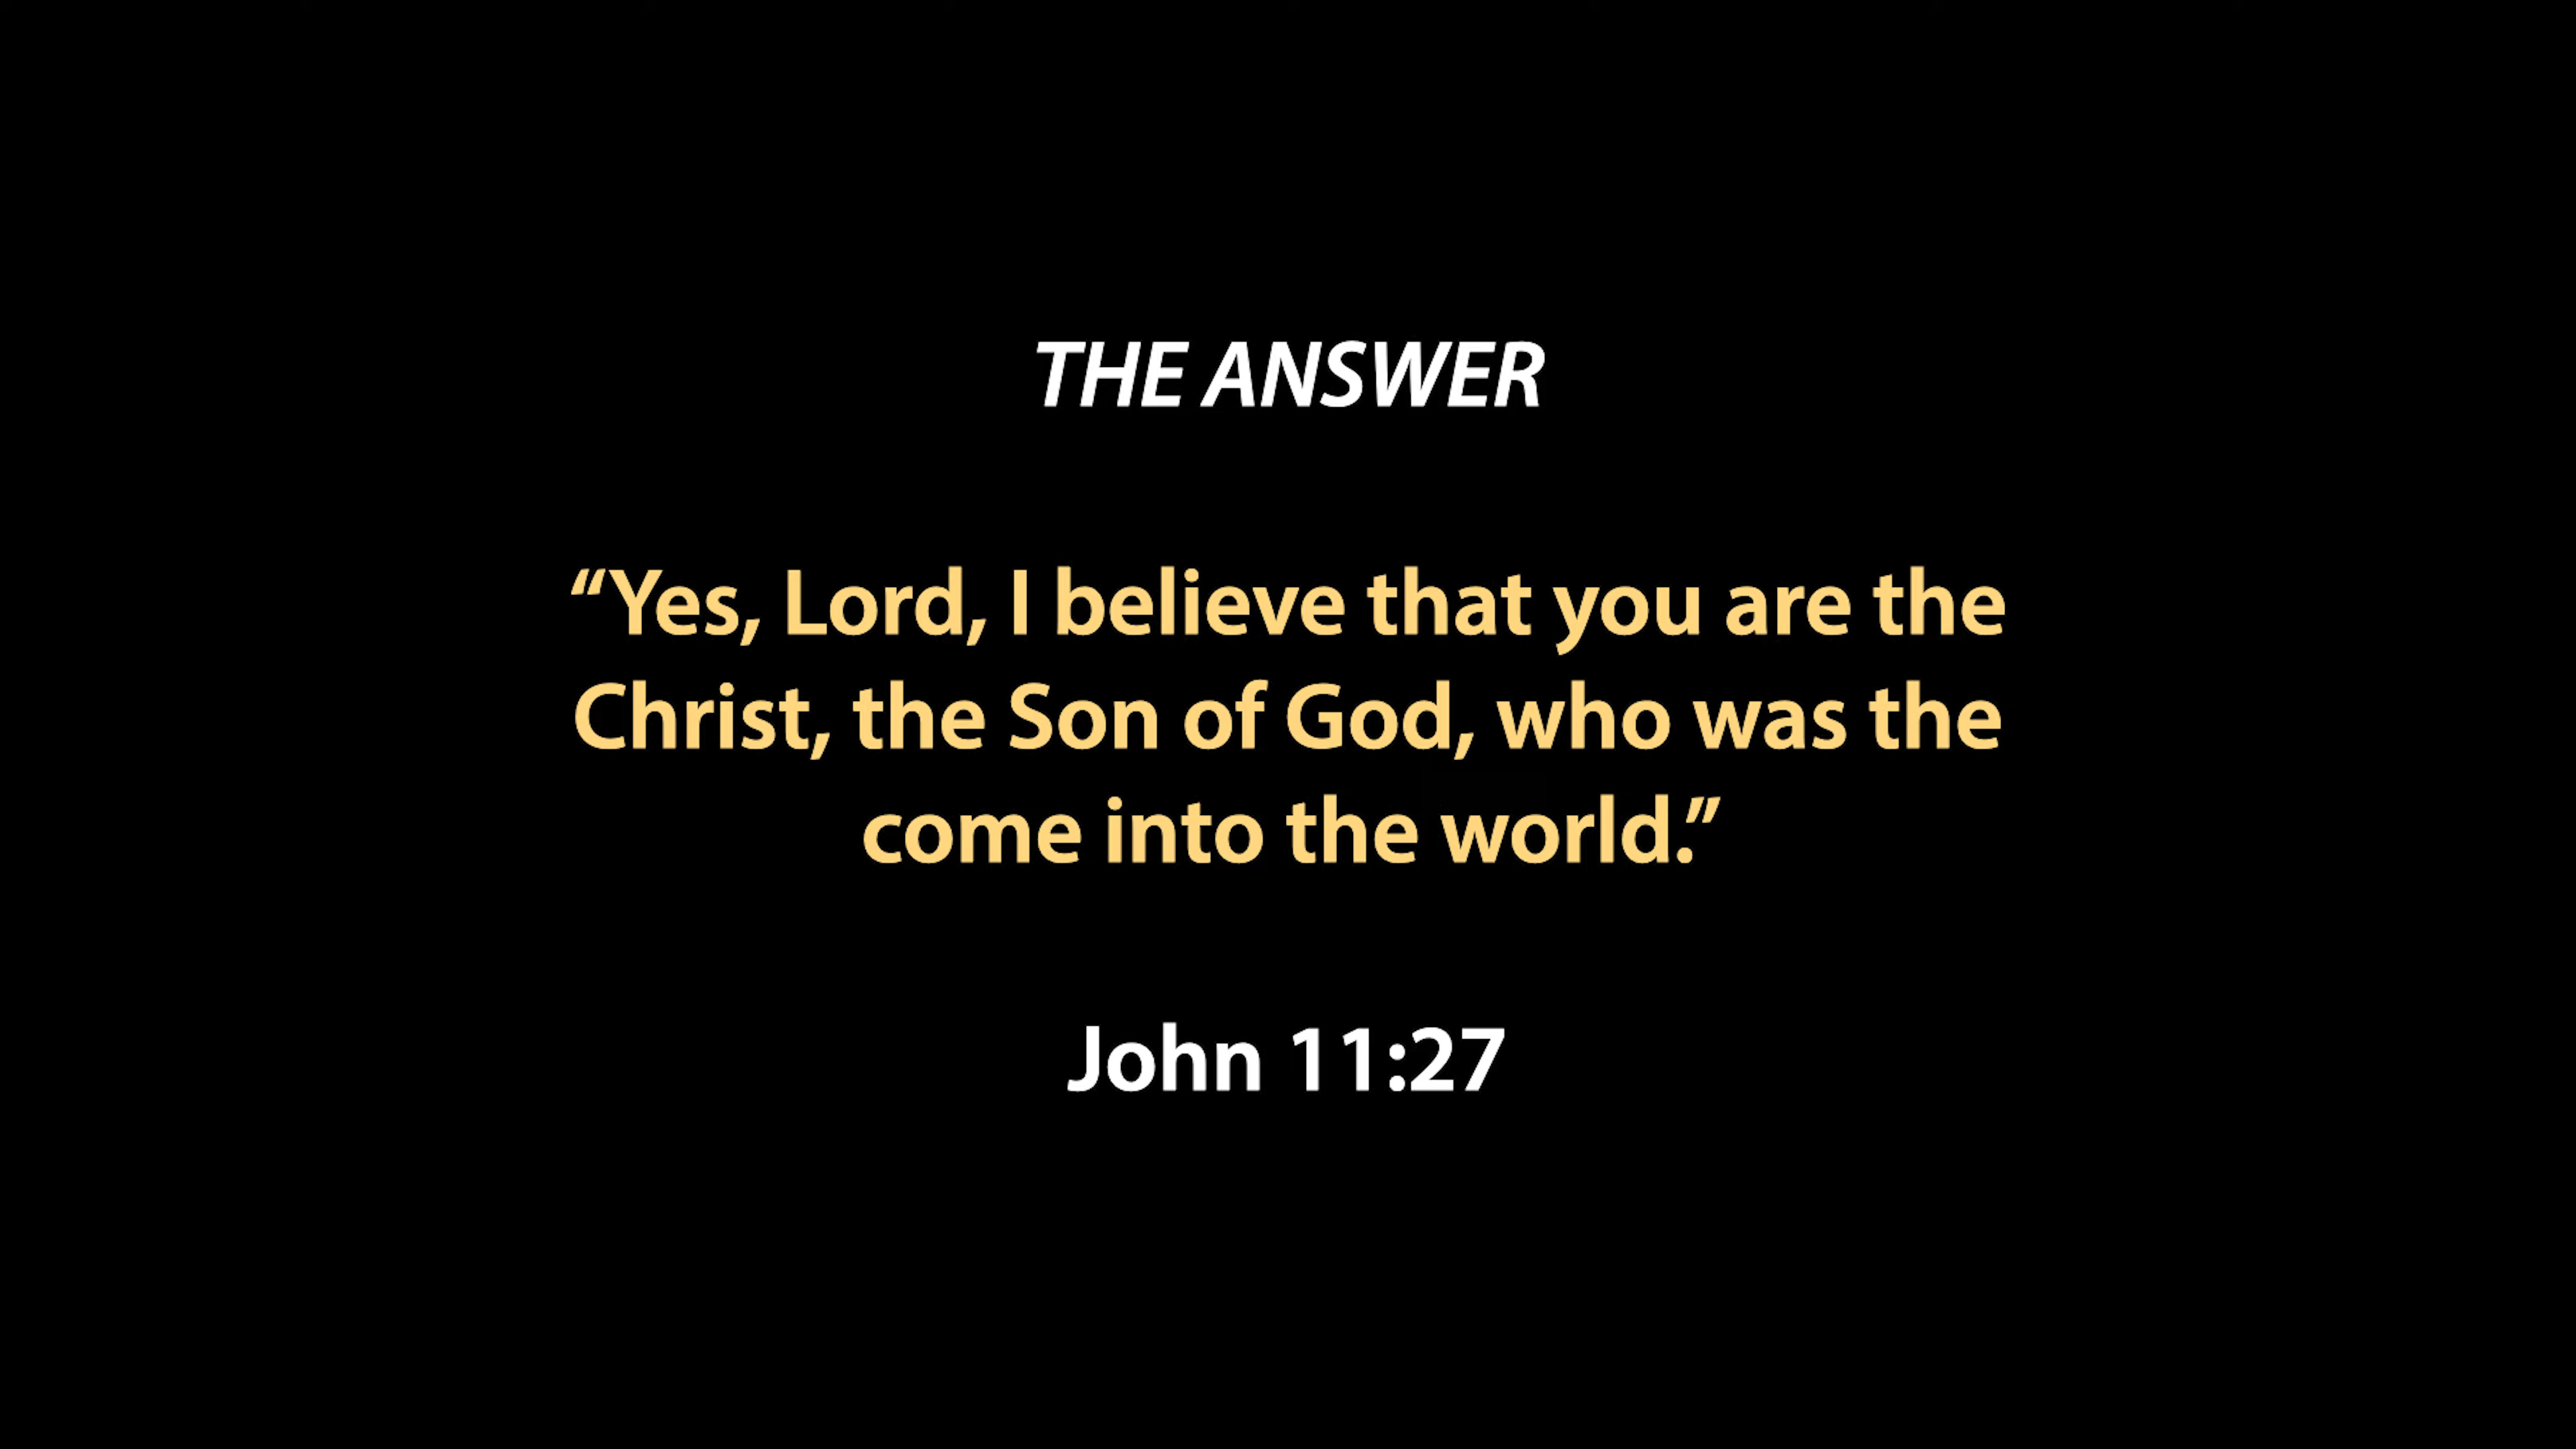 THE ANSWER
“Yes, Lord, I believe that you are the
Christ, the Son of God, who was the
come into the world.”
John 11:27